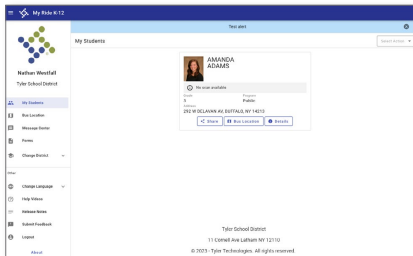 My Ride K-12
Test alert
My Students
Select Action
Nathan Westfall
Tyler School District
My Students
Bus Location
Message Center
Forms
Change District
Other
Change Language
Help Videos
Release Notes
Submit Feedback
Logout
About
AMANDA
ADAMS
No scan available
Grade
Program
Public
Address
292 W DELAVAN AV, BUFFALO, NY 14213
Share
Bus Location
Details
Tyler School District
11 Cornell Ave Latham NY 12110
© 2023 - Tyler Technologies. All rights reserved.